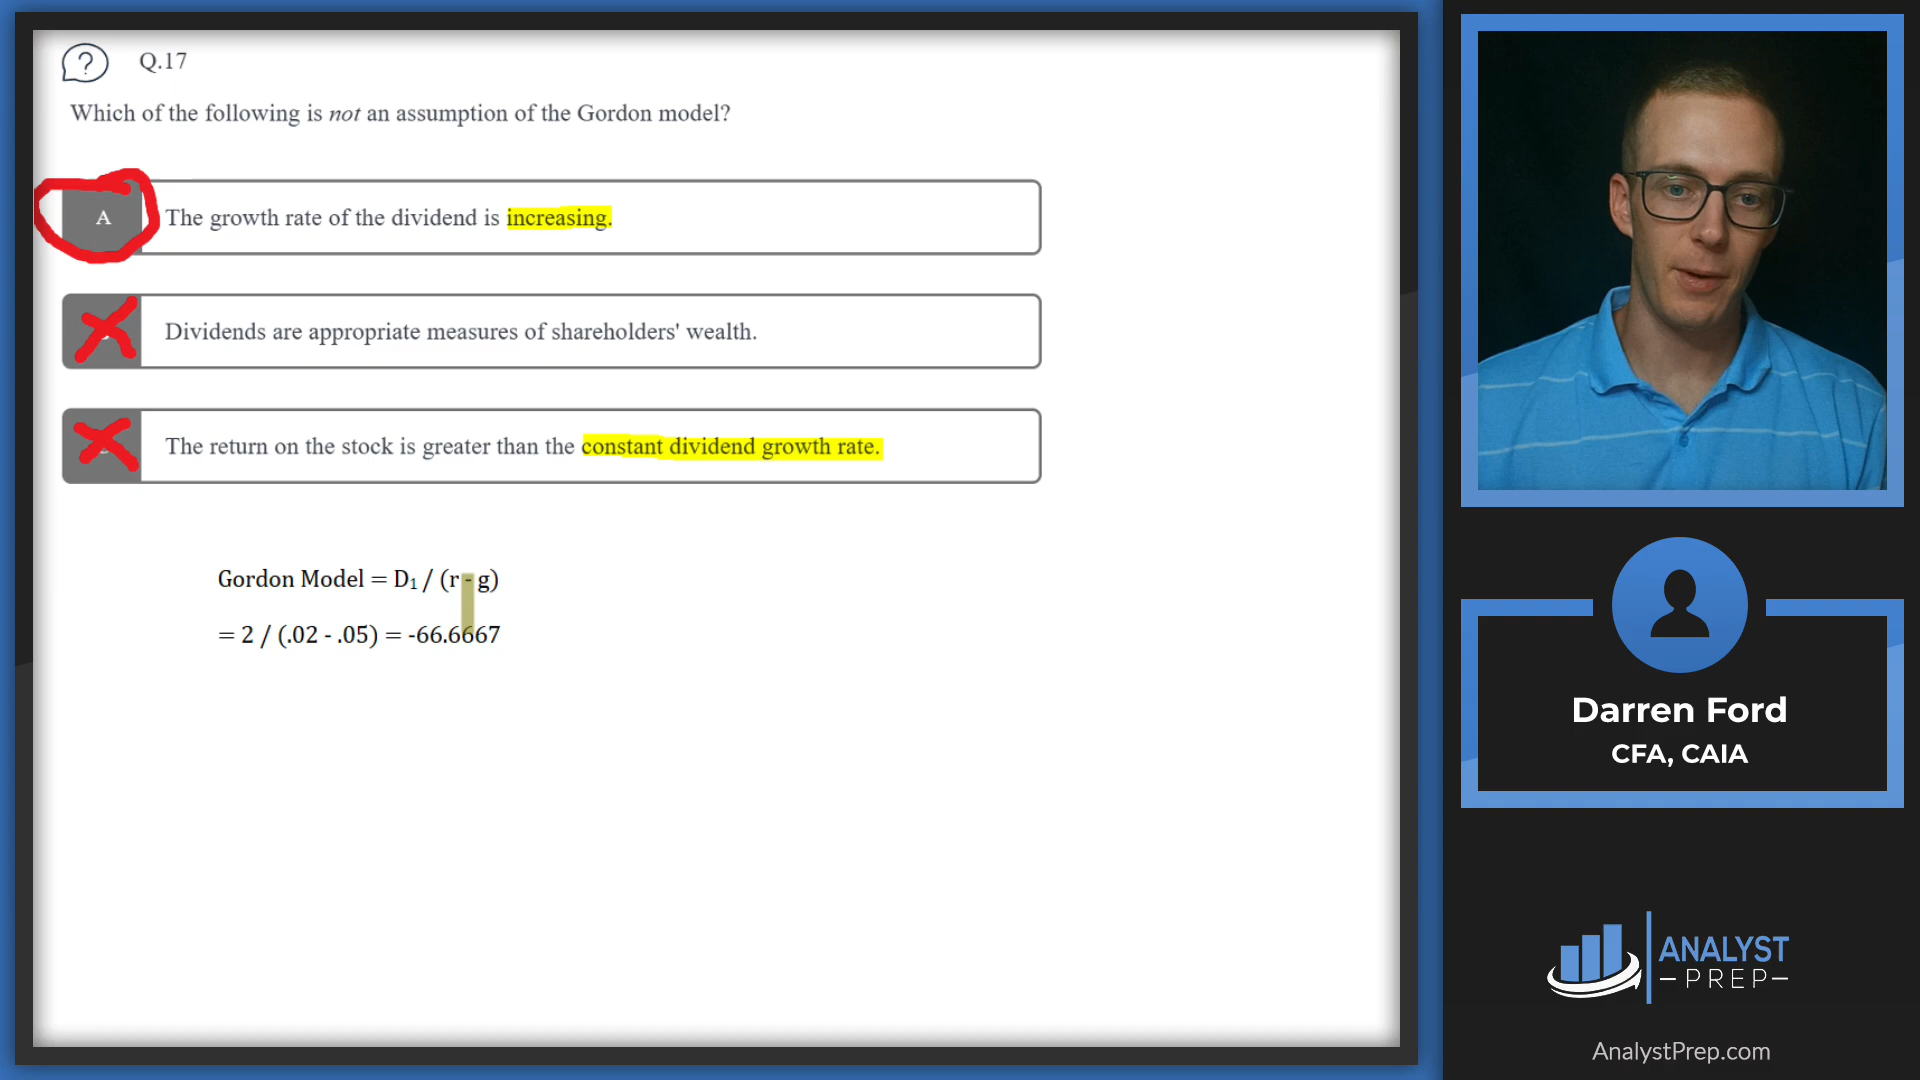 ?
Q.17
Which of the following is not an assumption of the Gordon model?
A
The growth rate of the dividend is increasing.
Dividends are appropriate measures of shareholders' wealth.
The return on the stock is greater than the constant dividend growth rate.
Gordon Model = D₁ / (r - g)
= 2 / (.02 - .05) = -66.6667
Darren Ford
CFA, CAIA
ANALYST
PREP
AnalystPrep.com